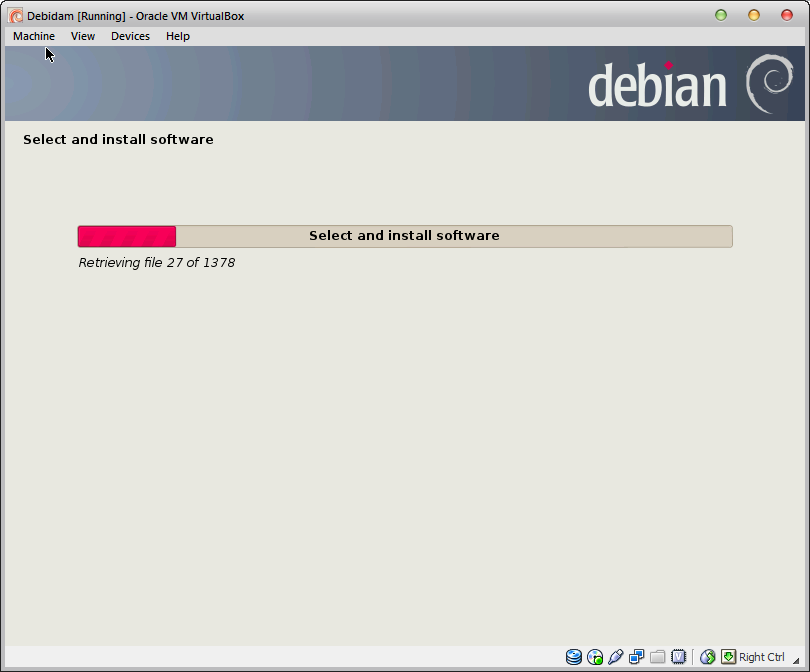 Debidam [Running] - Oracle VM VirtualBox
Machine View Devices Help
debian
Select and install software
Select and install software
Retrieving file 27 of 1378
Right Ctrl